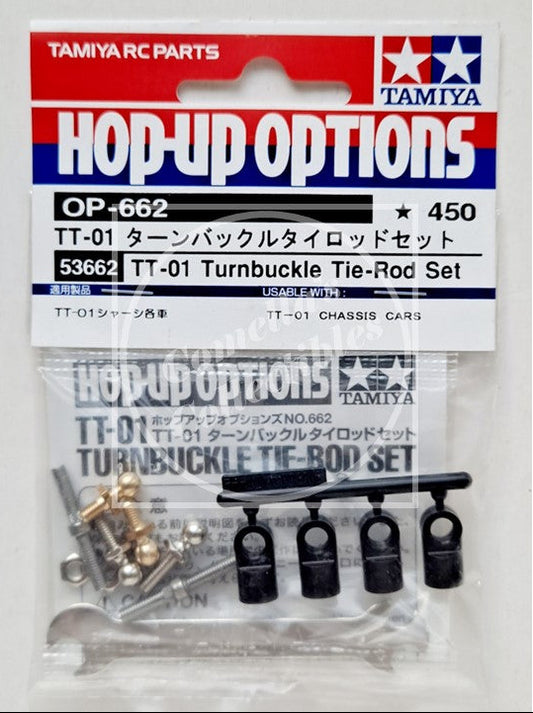 TAMIYA RC PARTS
TAMIYA
HOP-UP OPTIONS
OP-662
★ 450
TT-01 ターンバックルタイロッドセット
53662 TT-01 Turnbuckle Tie-Rod Set
適用製品
USABLE WITH :
TT-01シャーシ各車
TT-01 CHASSIS CARS
HOP-UP OPTIONS
TAMIYA
TT-01 ホップアップオプションズNO.662
TT-01 ターンバックルタイロッドセット
TURNBUCKLE TIE-ROD SET